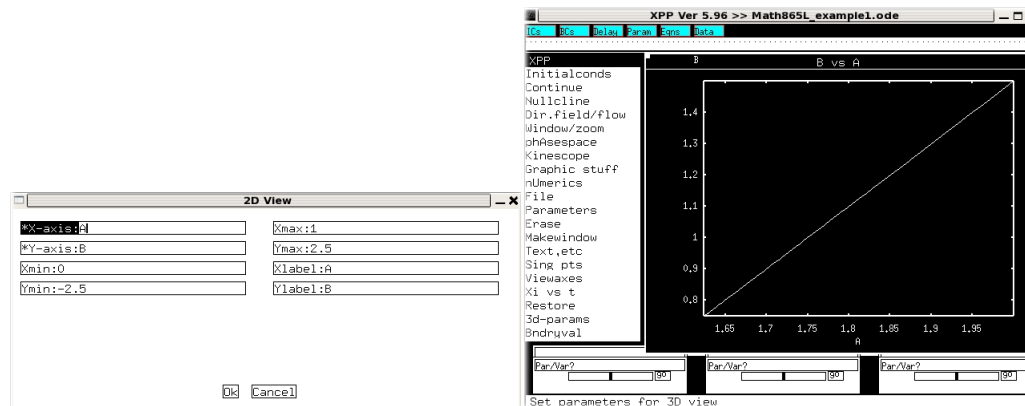 2D View
*X-axis:A
Xmax:1
*Y-axis:B
Ymax:2.5
Xmin:0
Xlabel:A
Ymin:-2.5
Ylabel:B
Ok Cancel
XPP Ver 5.96 >> Math865L_example1.ode
ICs BCs Delay Param Eqns Data
XPP
Initialconds
Continue
Nullcline
Dir.field/flow
Window/zoom
phAsespace
Kinescope
Graphic stuff
nUmerics
File
Parameters
Erase
Makewindow
Text,etc
Sing pts
Viewaxes
Xi vs t
Restore
3d-params
Bndryval
B
B vs A
1.4
1.3
1.2
1.1
1
0.9
0.8
1.65 1.7 1.75 1.8 1.85 1.9 1.95
A
Par/Var? Par/Var? Par/Var?
go go go
Set parameters for 3D view